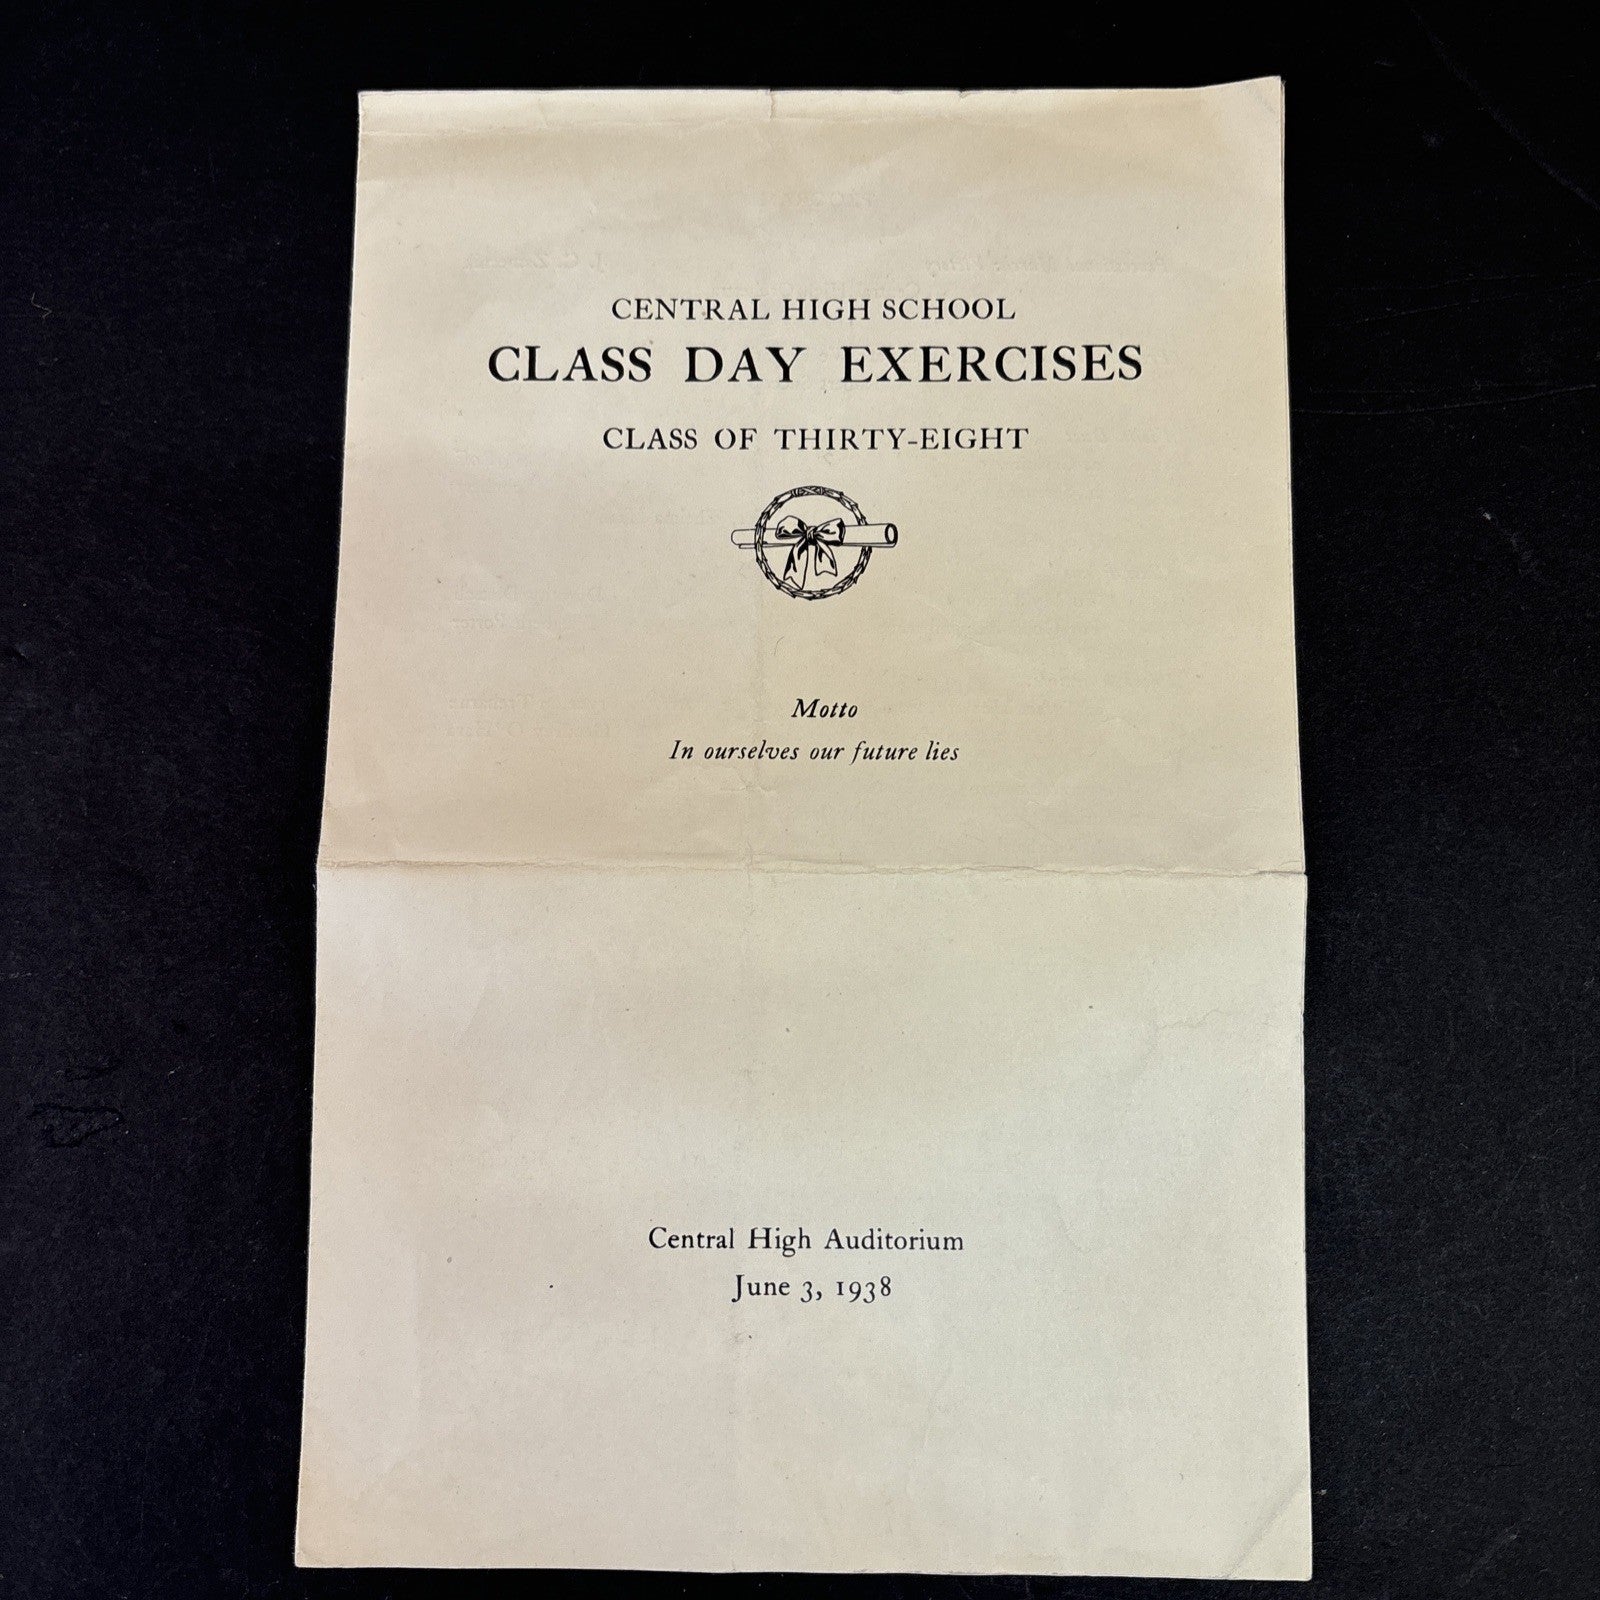 CENTRAL HIGH SCHOOL
CLASS DAY EXERCISES
CLASS OF THIRTY-EIGHT
Motto
In ourselves our future lies
Central High Auditorium
June 3, 1938